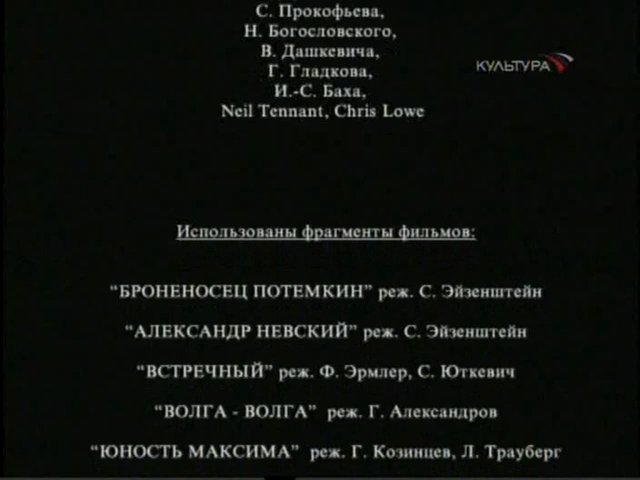 С. Прокофьева,
Н. Богословского,
В. Дашкевича,
Г. Гладкова,
И.-С. Баха,
Neil Tennant, Chris Lowe
КУЛЬТУРА
Использованы фрагменты фильмов:
“БРОНЕНОСЕЦ ПОТЕМКИН” реж. С. Эйзенштейн
“АЛЕКСАНДР НЕВСКИЙ” реж. С. Эйзенштейн
“ВСТРЕЧНЫЙ” реж. Ф. Эрмлер, С. Юткевич
“ВОЛГА - ВОЛГА” реж. Г. Александров
“ЮНОСТЬ МАКСИМА” реж. Г. Козинцев, Л. Трауберг